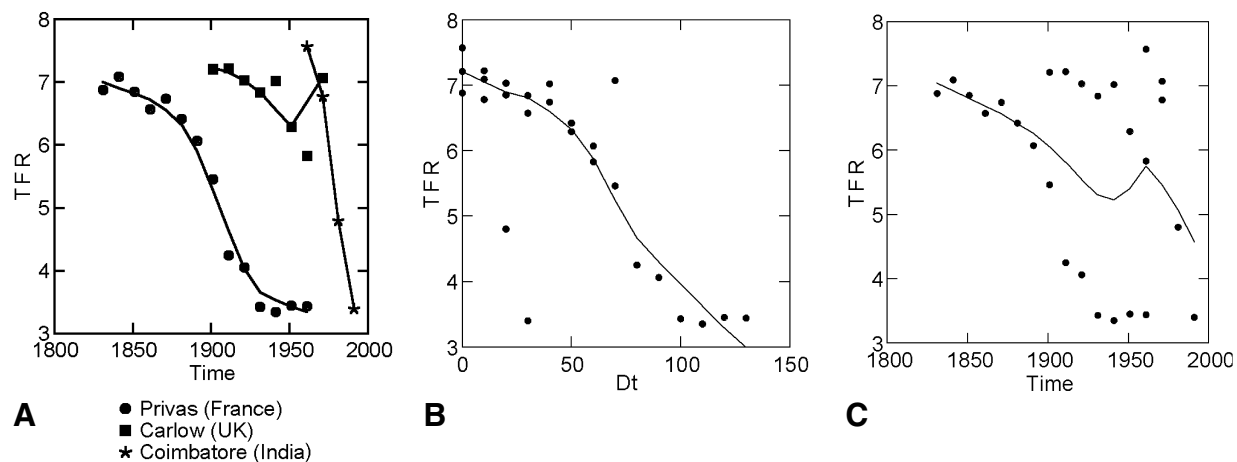 8
7
6
5
4
3
TFR
1800 1850 1900 1950 2000
Time
A
● Privas (France)
■ Carlow (UK)
★ Coimbatore (India)
8
7
6
5
4
3
TFR
0 50 100 150
Dt
B
8
7
6
5
4
3
TFR
1800 1850 1900 1950 2000
Time
C